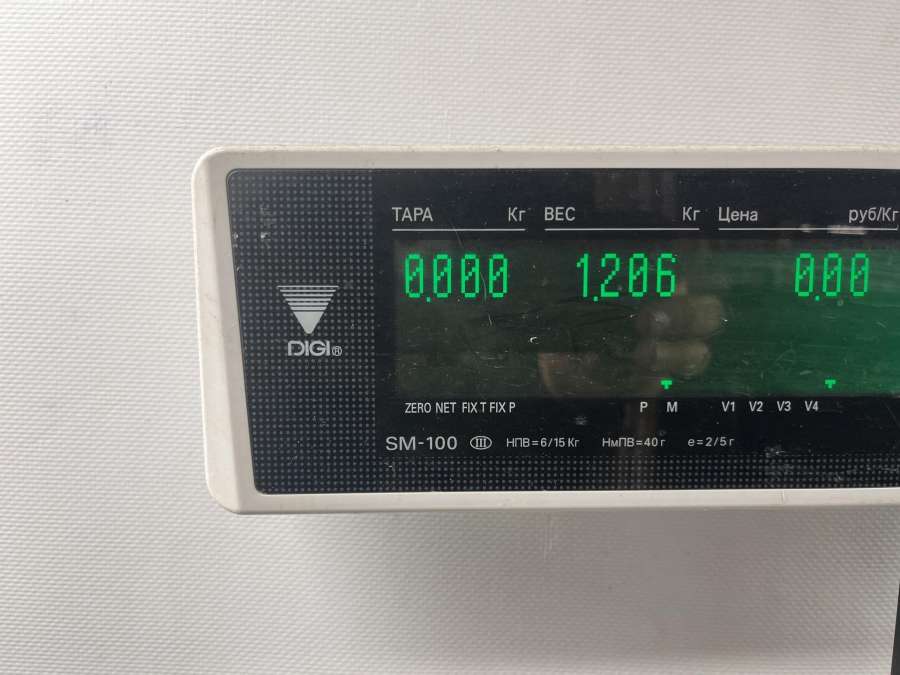 ТАРА Кг ВЕС Кг Цена руб/Кг
0.000 1.206 0.00
DIGI®
ZERO NET FIX T FIX P P M V1 V2 V3 V4
SM-100 III НПВ=6/15 Кг НмПВ=40 г e=2/5 г